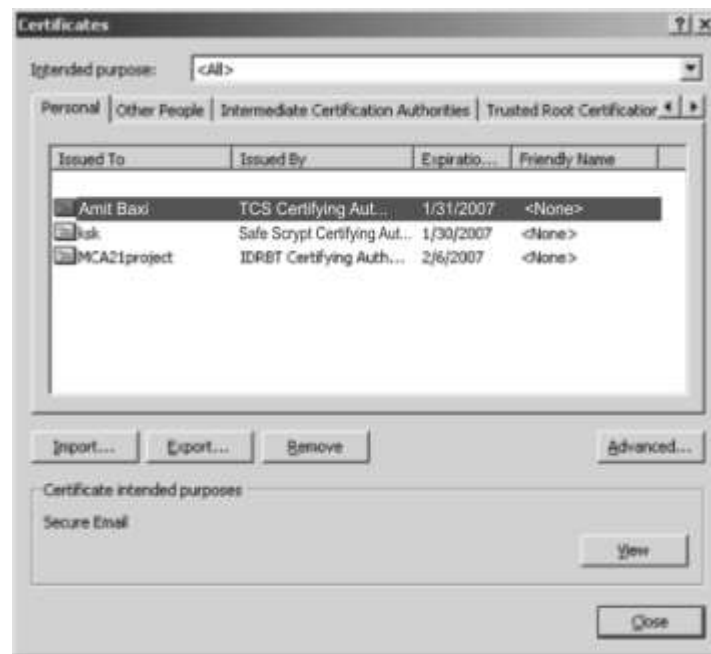 Certificates
Intended purpose: <All>
Personal Other People Intermediate Certification Authorities Trusted Root Certification
Issued To Issued By Expiratio... Friendly Name
Amit Baxi TCS Certifying Aut... 1/31/2007 <None>
ksk Safe Scrypt Certifying Aut... 1/30/2007 <None>
MCA21project IDRBT Certifying Auth... 2/6/2007 <None>
Import... Export... Remove Advanced...
Certificate intended purposes
Secure Email
View
Close